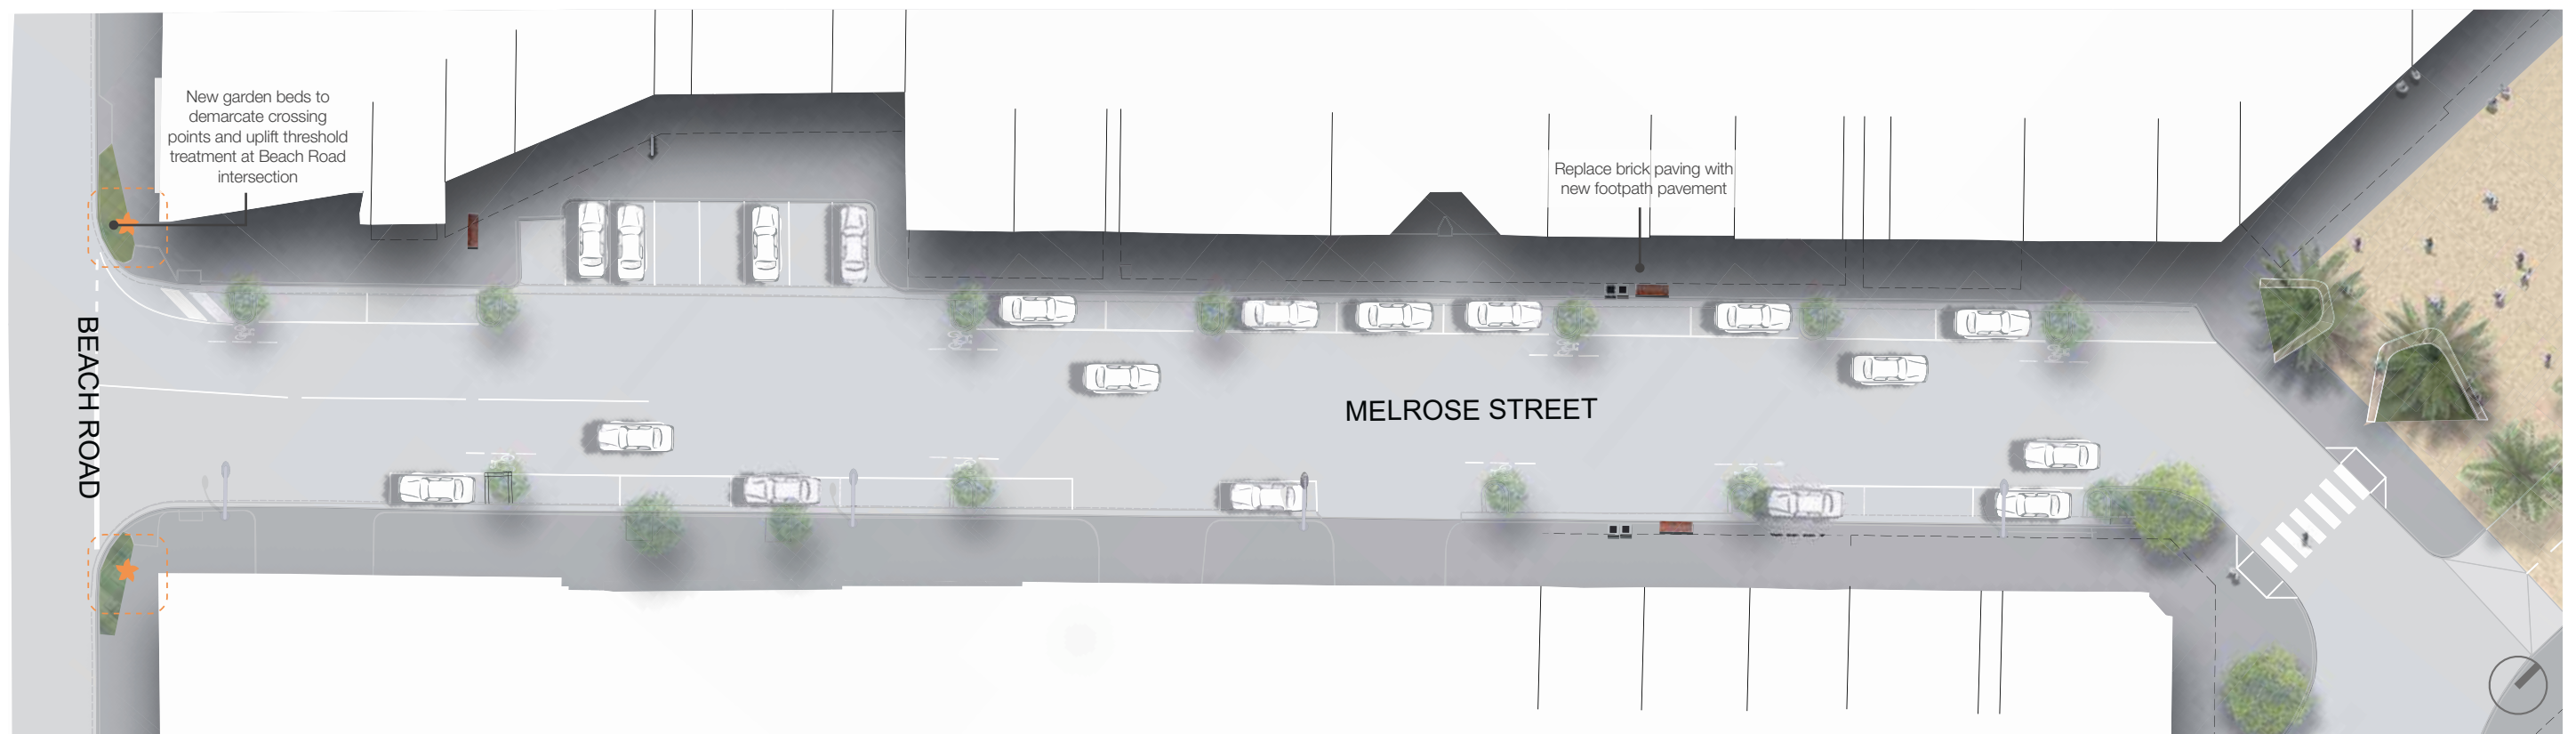 New garden beds to
demarcate crossing
points and uplift threshold
treatment at Beach Road
intersection
Replace brick paving with
new footpath pavement
BEACH ROAD
MELROSE STREET